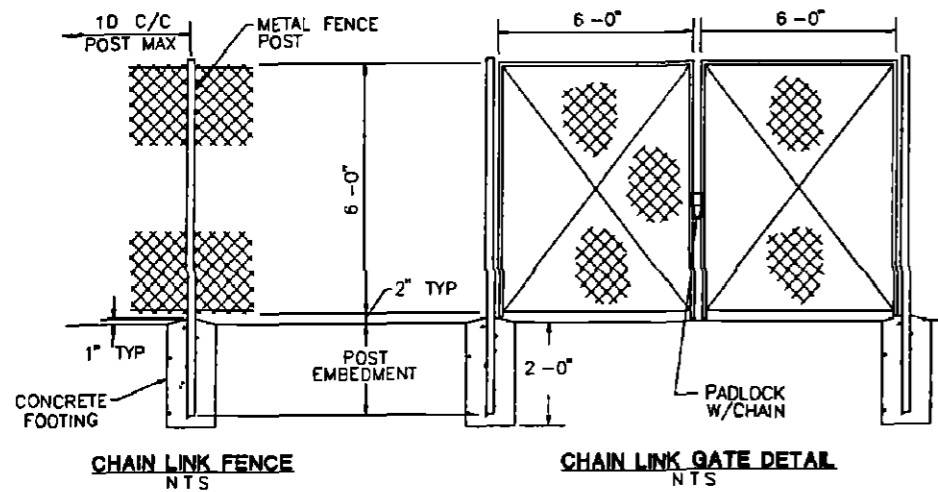 10 C/C
POST MAX
METAL FENCE
POST
6 -0"
6 -0"
6 -0"
2" TYP
1" TYP
POST
EMBEDMENT
2 -0"
CONCRETE
FOOTING
PADLOCK
W/CHAIN
CHAIN LINK FENCE
NTS
CHAIN LINK GATE DETAIL
NTS